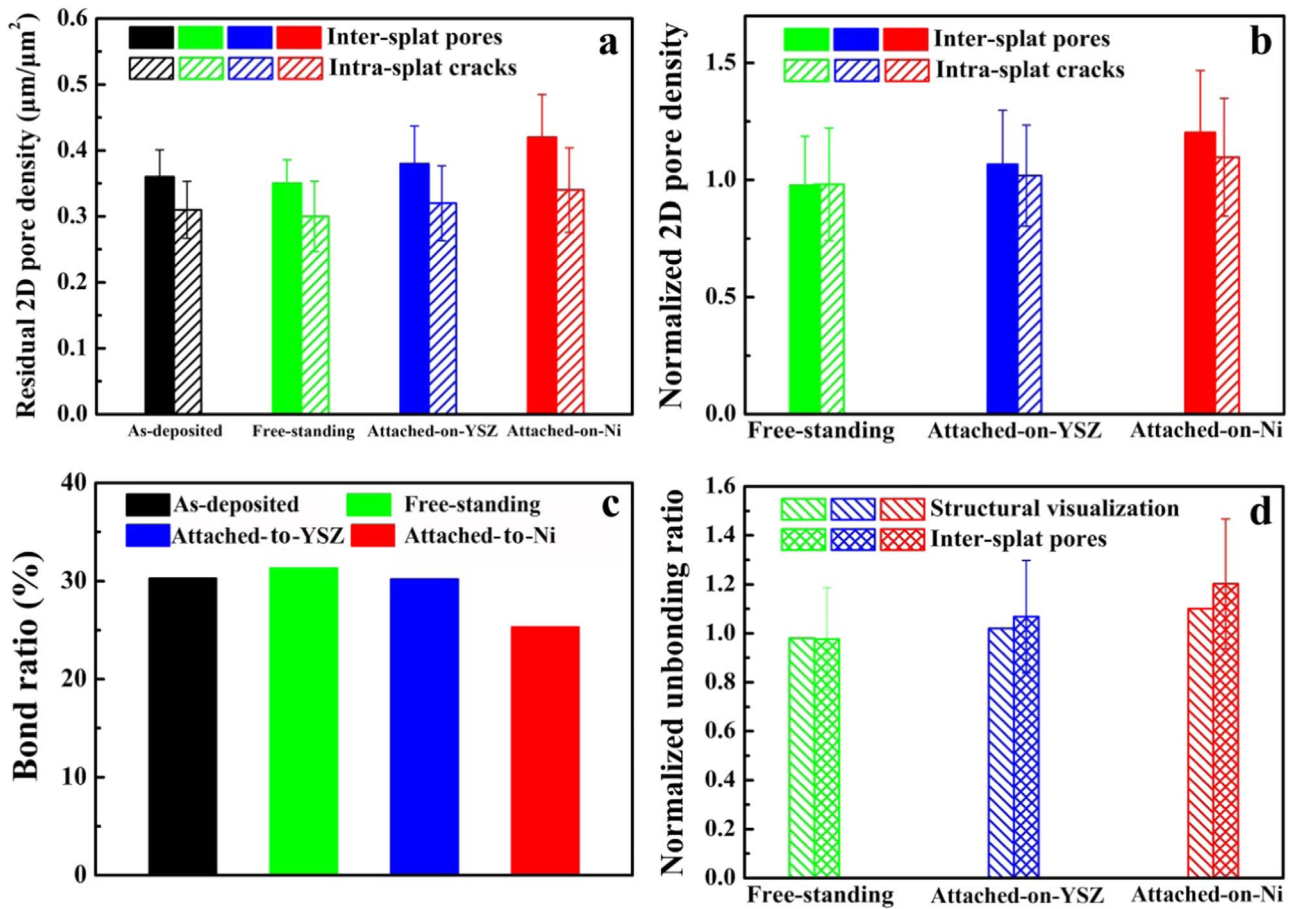 a
Inter-splat pores
Intra-splat cracks
Residual 2D pore density (μm/μm²)
0.6
0.5
0.4
0.3
0.2
0.1
0.0
As-deposited Free-standing Attached-on-YSZ Attached-on-Ni
b
Inter-splat pores
Intra-splat cracks
Normalized 2D pore density
1.5
1.0
0.5
0.0
Free-standing Attached-on-YSZ Attached-on-Ni
c
As-deposited Free-standing
Attached-to-YSZ Attached-to-Ni
Bond ratio (%)
40
30
20
10
0
d
Structural visualization
Inter-splat pores
Normalized unbonding ratio
1.6
1.4
1.2
1.0
0.8
0.6
0.4
0.2
0.0
Free-standing Attached-on-YSZ Attached-on-Ni